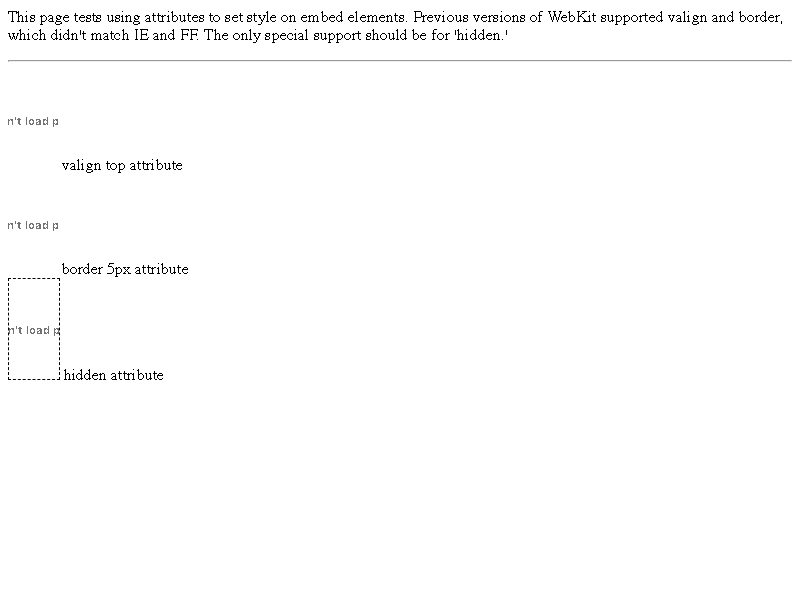 This page tests using attributes to set style on embed elements. Previous versions of WebKit supported valign and border,
which didn't match IE and FF. The only special support should be for 'hidden.'
n't load p
valign top attribute
n't load p
border 5px attribute
n't load p
hidden attribute